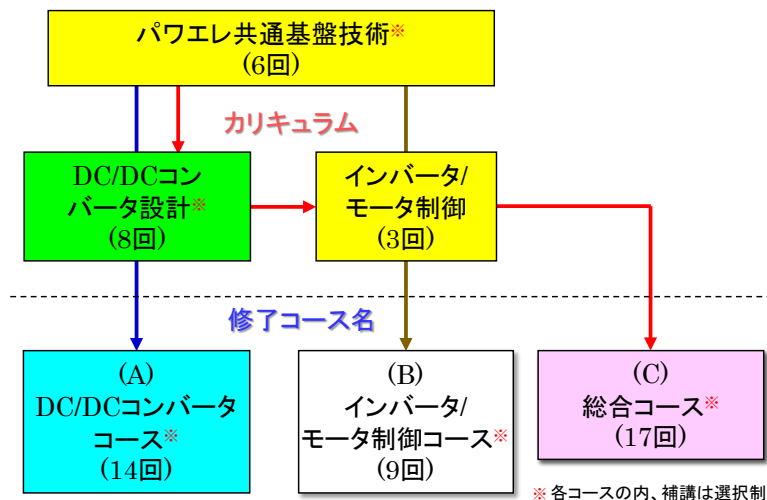 パワエレ共通基盤技術※
(6回)
カリキュラム
DC/DCコン
バータ設計※
(8回)
インバータ/
モータ制御
(3回)
修了コース名
(A)
DC/DCコンバータ
コース※
(14回)
(B)
インバータ/
モータ制御コース※
(9回)
(C)
総合コース※
(17回)
※ 各コースの内、補講は選択制